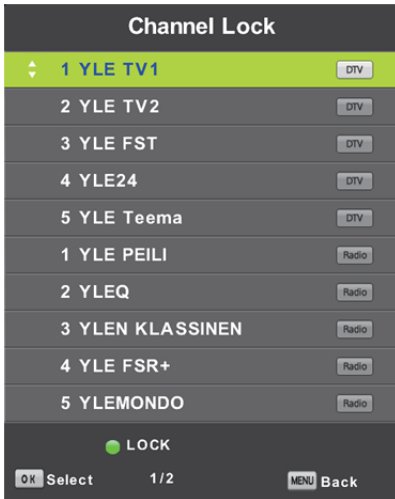 Channel Lock
1 YLE TV1 DTV
2 YLE TV2 DTV
3 YLE FST DTV
4 YLE24 DTV
5 YLE Teema DTV
1 YLE PEILI Radio
2 YLEQ Radio
3 YLEN KLASSINEN Radio
4 YLE FSR+ Radio
5 YLEMONDO Radio
LOCK
OK Select 1/2 MENU Back